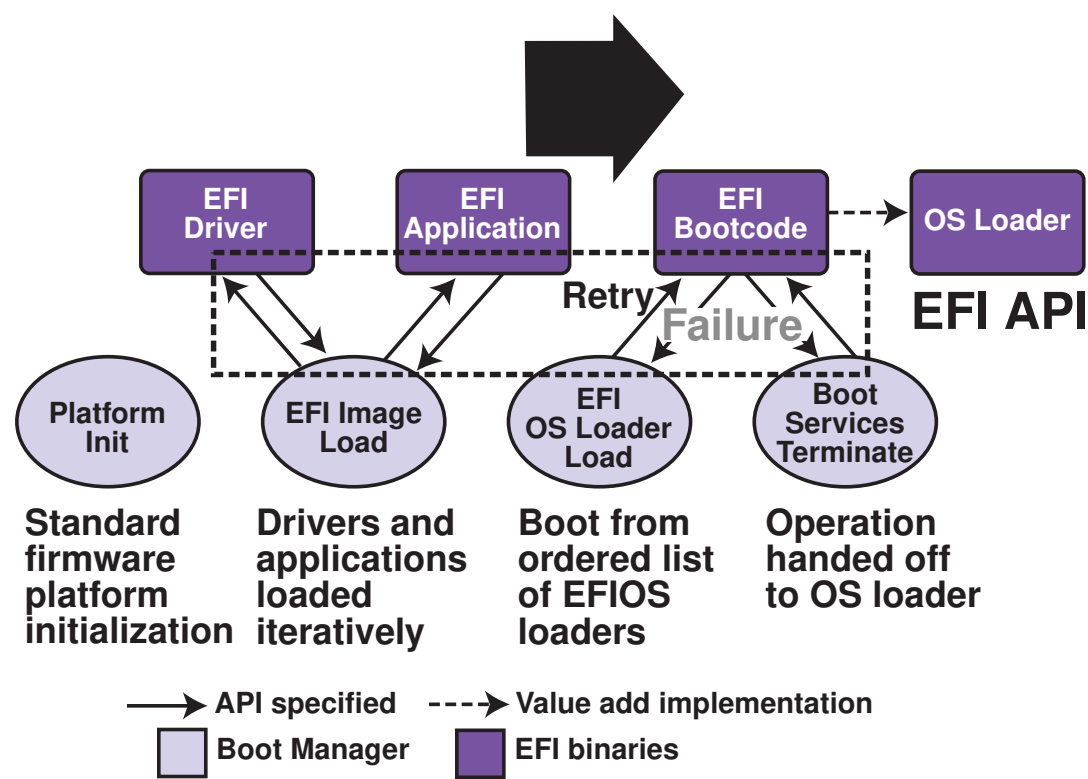 EFI
Driver
EFI
Application
EFI
Bootcode
OS Loader
Retry
Failure
EFI API
Platform
Init
EFI Image
Load
EFI
OS Loader
Load
Boot
Services
Terminate
Standard
firmware
platform
initialization
Drivers and
applications
loaded
iteratively
Boot from
ordered list
of EFIOS
loaders
Operation
handed off
to OS loader
API specified
Value add implementation
Boot Manager
EFI binaries